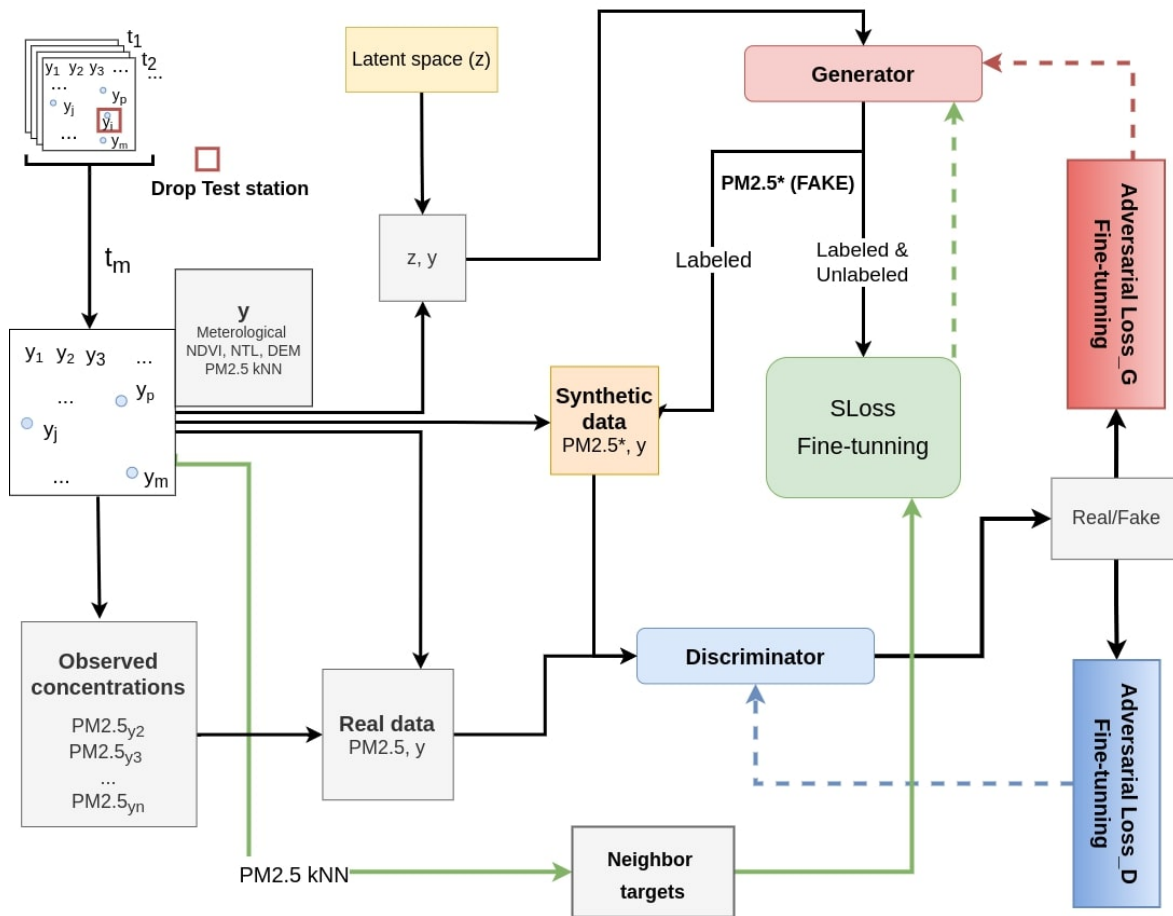 t1
t2
...
y1 y2 y3 ...
...
yp
yj
yi
...
ym
Drop Test station
tm
Latent space (z)
z, y
Generator
PM2.5* (FAKE)
Labeled
Labeled &
Unlabeled
y
Meterological
NDVI, NTL, DEM
PM2.5 kNN
y1 y2 y3 ...
...
yp
yj
...
ym
Synthetic
data
PM2.5*, y
SLoss
Fine-tunning
Adversarial Loss_G
Fine-tunning
Real/Fake
Observed
concentrations
PM2.5y2
PM2.5y3
...
PM2.5yn
Real data
PM2.5, y
Discriminator
Adversarial Loss_D
Fine-tunning
PM2.5 kNN
Neighbor
targets